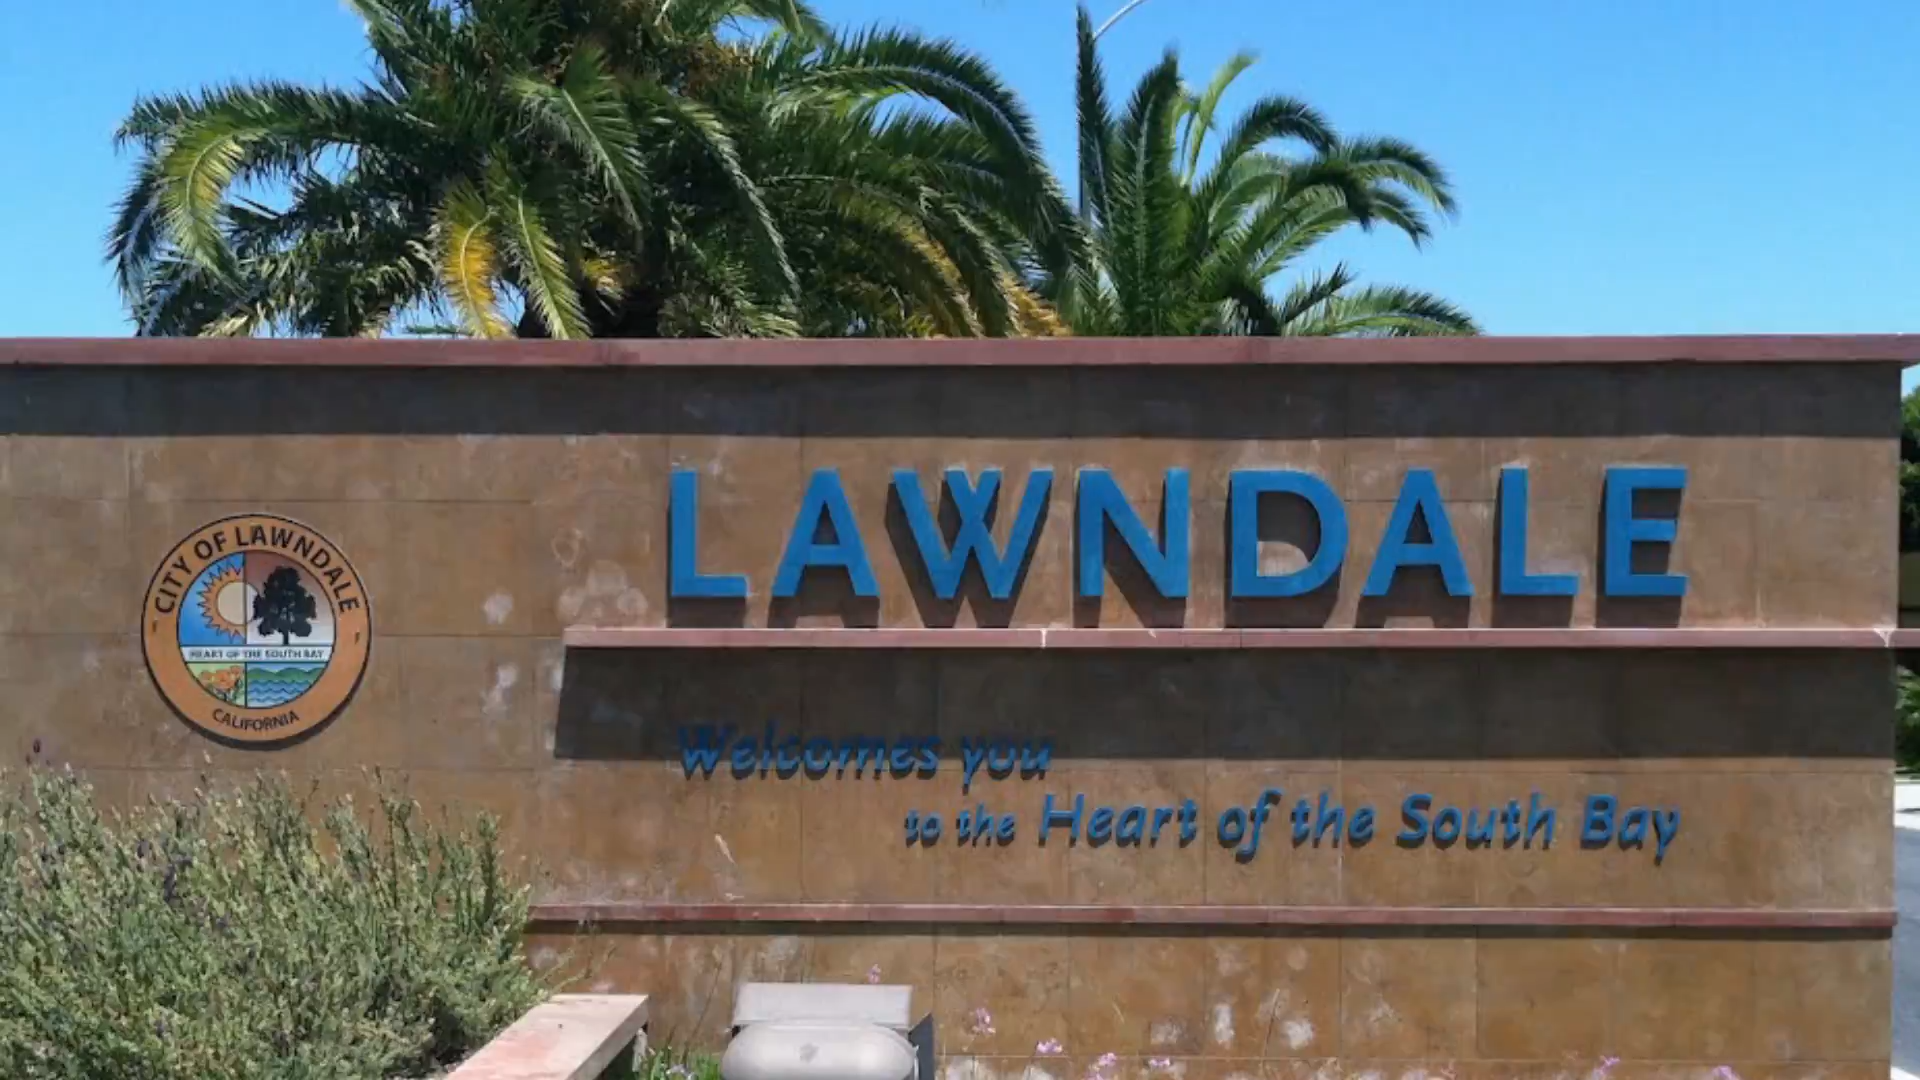 LAWNDALE
CITY OF LAWNDALE
HEART OF THE SOUTH BAY
CALIFORNIA
Welcomes you
to the Heart of the South Bay